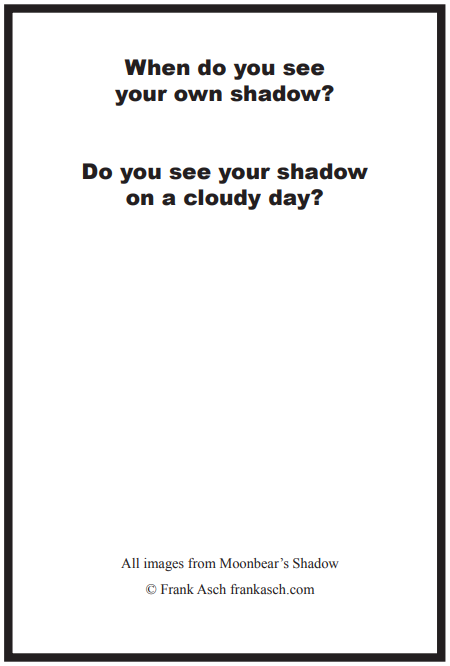 When do you see
your own shadow?
Do you see your shadow
on a cloudy day?
All images from Moonbear’s Shadow
© Frank Asch frankasch.com